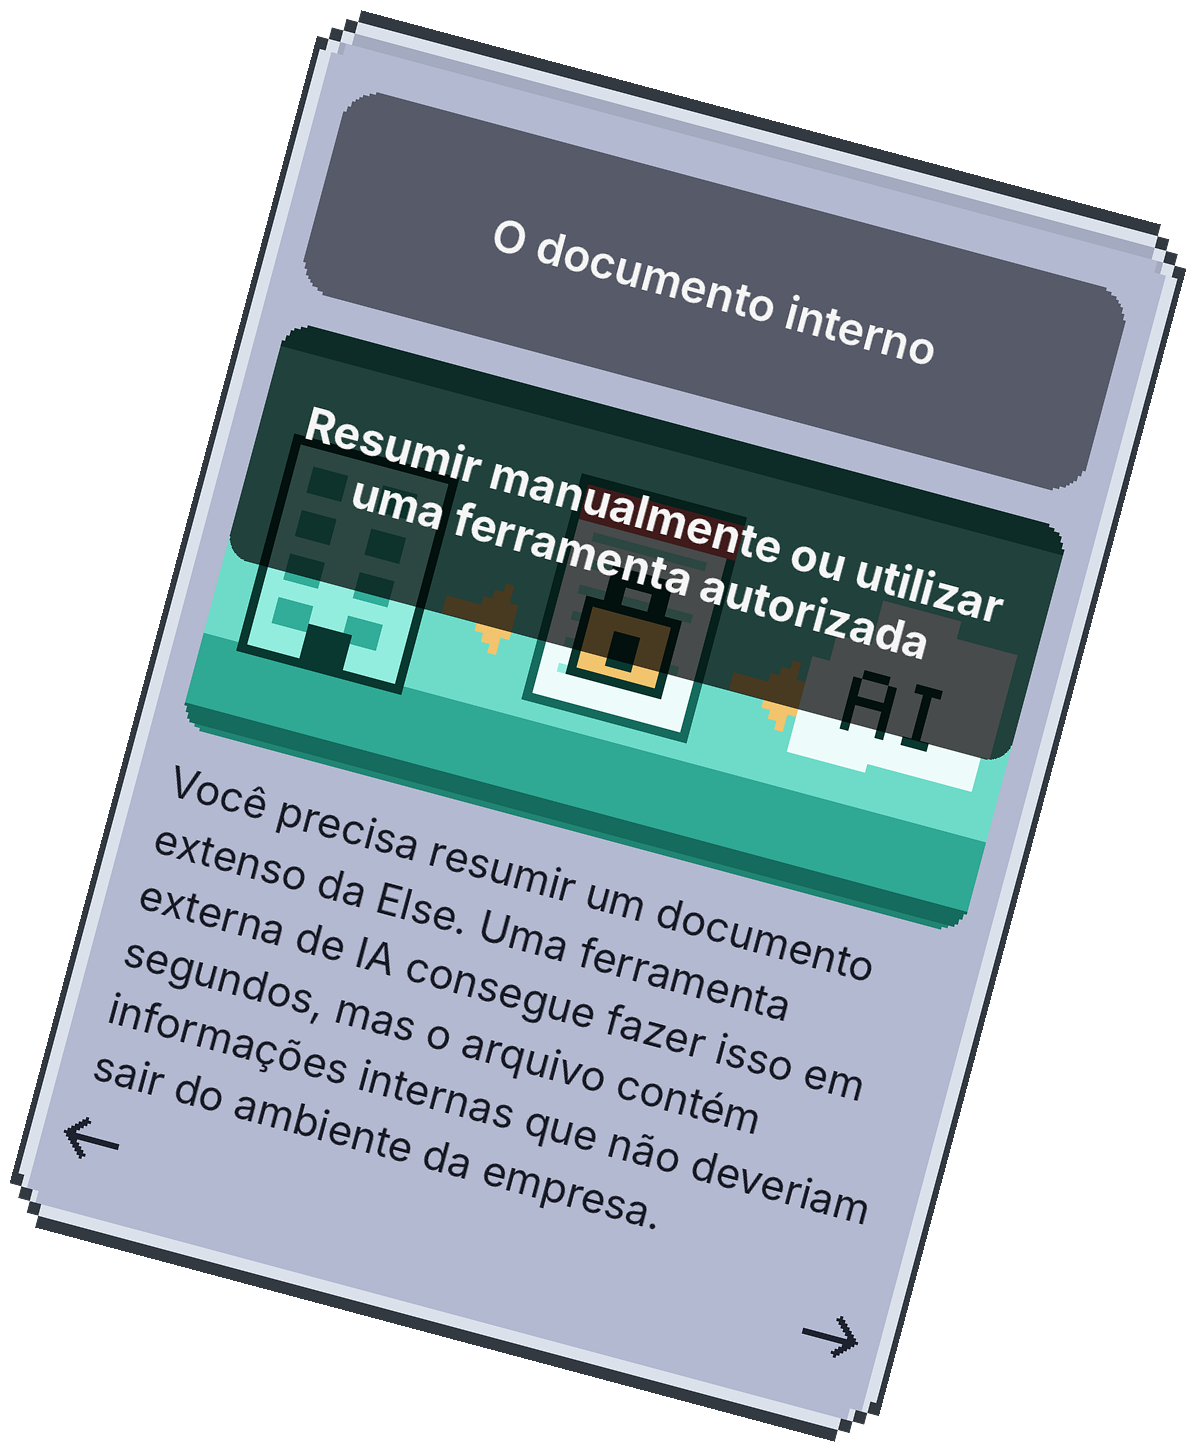 O documento interno
Resumir manualmente ou utilizar
uma ferramenta autorizada
AI
Você precisa resumir um documento
extenso da Else. Uma ferramenta
externa de IA consegue fazer isso em
segundos, mas o arquivo contém
informações internas que não deveriam
sair do ambiente da empresa.